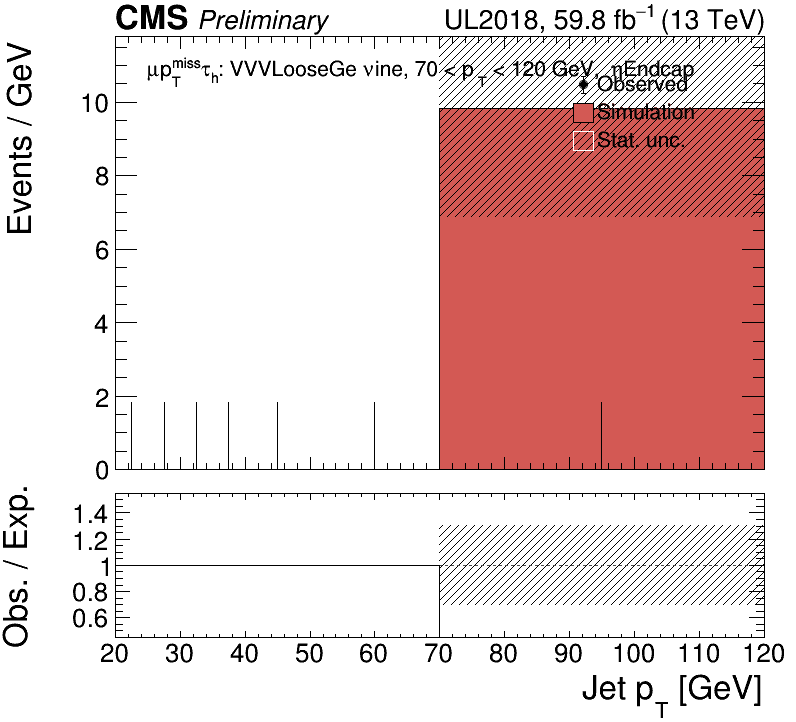 CMS Preliminary UL2018, 59.8 fb⁻¹ (13 TeV)
μp_T^miss τ_h: VVVLooseGe νine, 70 < p_T < 120 GeV, ηEndcap
Observed
Simulation
Stat. unc.
Events / GeV
10
8
6
4
2
0
Obs. / Exp.
1.4
1.2
1
0.8
0.6
20 30 40 50 60 70 80 90 100 110 120
Jet p_T [GeV]